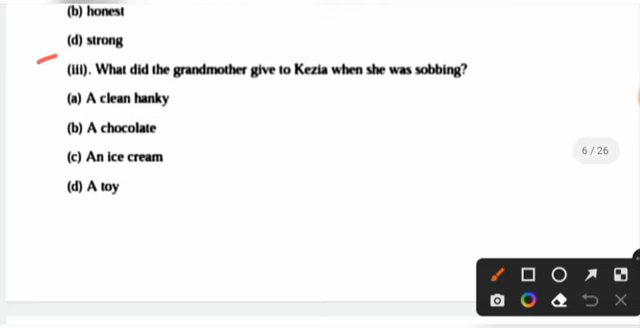 (b) honest
(d) strong
(iii). What did the grandmother give to Kezia when she was sobbing?
(a) A clean hanky
(b) A chocolate
(c) An ice cream
(d) A toy
6 / 26